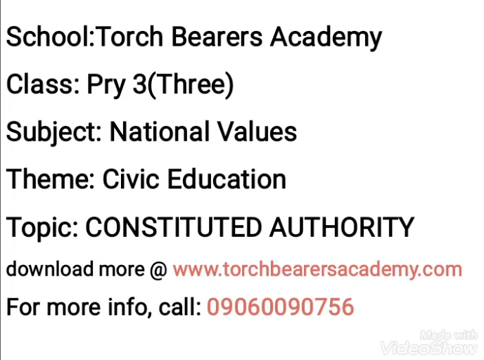 School:Torch Bearers Academy
Class: Pry 3(Three)
Subject: National Values
Theme: Civic Education
Topic: CONSTITUTED AUTHORITY
download more @ www.torchbearersacademy.com
For more info, call: 09060090756
Made with
VideoShow